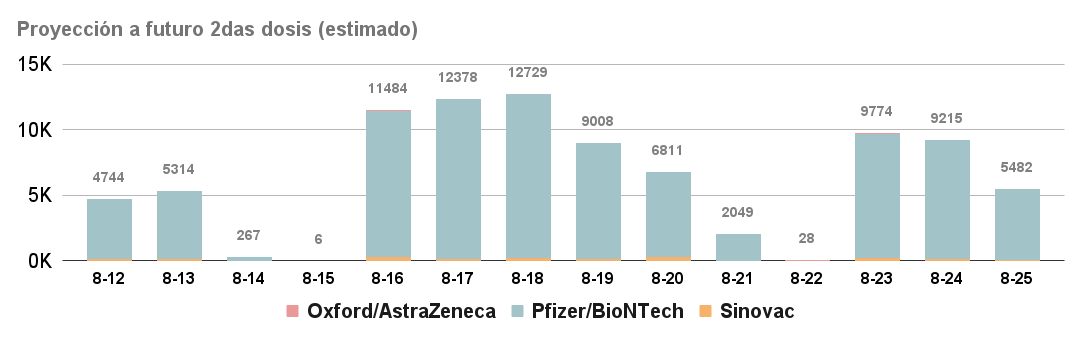 Proyección a futuro 2das dosis (estimado)
15K
10K
5K
0K
4744
5314
267
6
11484
12378
12729
9008
6811
2049
28
9774
9215
5482
8-12 8-13 8-14 8-15 8-16 8-17 8-18 8-19 8-20 8-21 8-22 8-23 8-24 8-25
Oxford/AstraZeneca Pfizer/BioNTech Sinovac